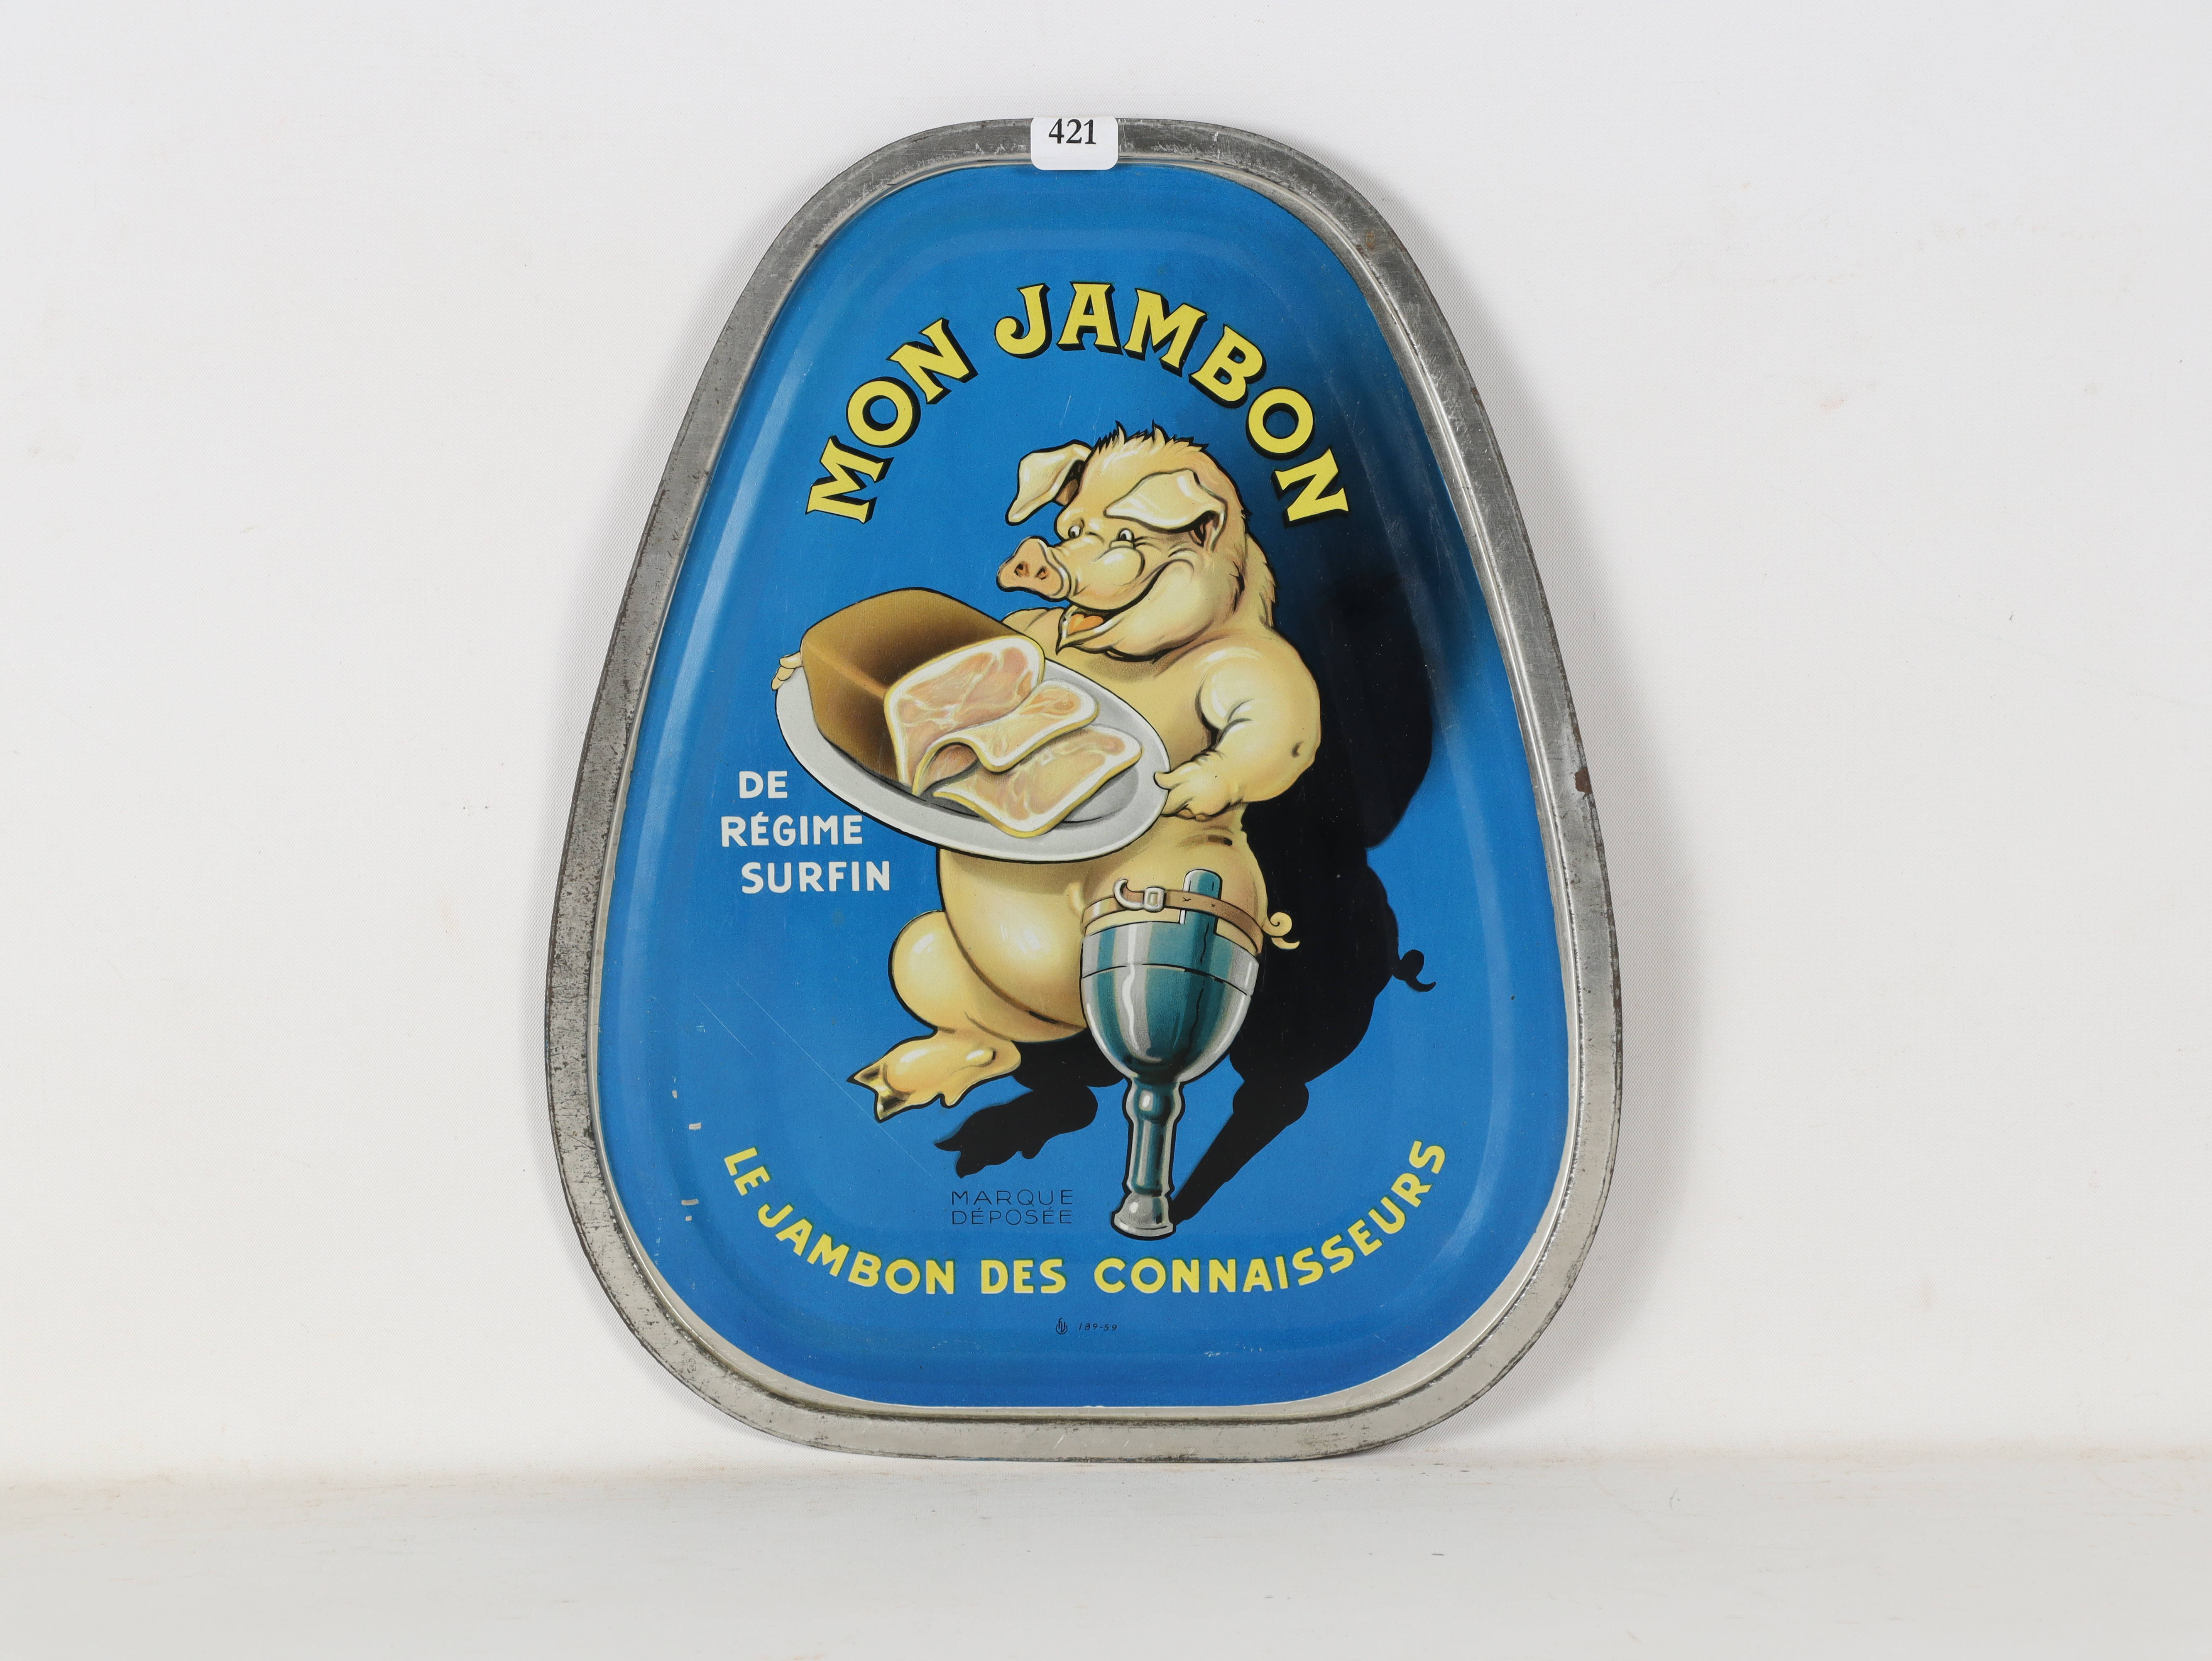 421
MON JAMBON
DE
RÉGIME
SURFIN
MARQUE
DÉPOSÉE
LE JAMBON DES CONNAISSEURS
189-59